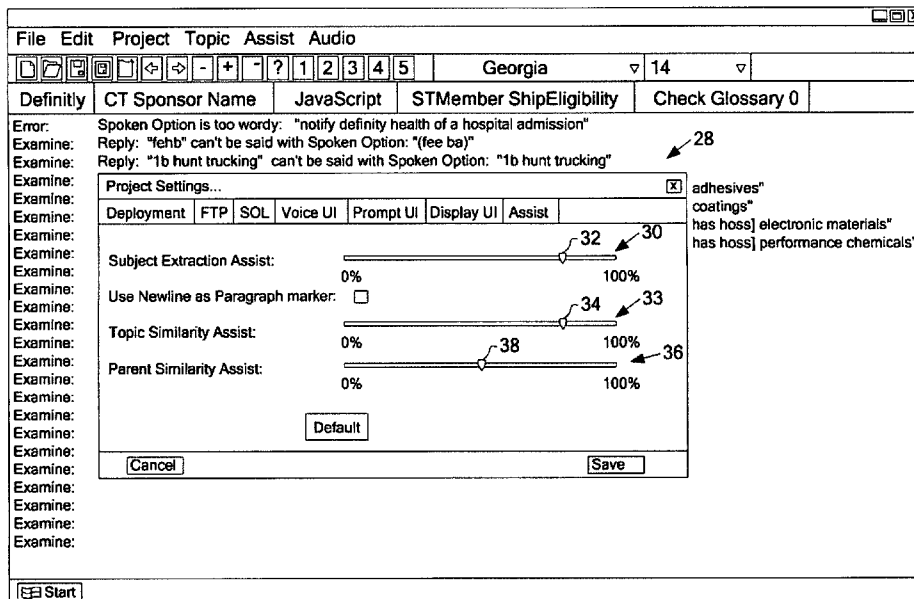 File Edit Project Topic Assist Audio
- + - ? 1 2 3 4 5 Georgia 14
Definitly CT Sponsor Name JavaScript STMember ShipEligibility Check Glossary 0
Error: Spoken Option is too wordy: "notify definity health of a hospital admission"
Examine: Reply: "fehb" can't be said with Spoken Option: "(fee ba)"
Examine: Reply: "1b hunt trucking" can't be said with Spoken Option: "1b hunt trucking"
28
Examine:
Project Settings... X
Examine: adhesives"
Examine: Deployment FTP SOL Voice UI Prompt UI Display UI Assist coatings"
Examine: has hoss] electronic materials"
Examine: has hoss] performance chemicals"
32 30
Examine: Subject Extraction Assist:
Examine: 0% 100%
Examine: Use Newline as Paragraph marker:
34 33
Examine: Topic Similarity Assist:
Examine: 0% 100%
38
Examine: Parent Similarity Assist: 36
Examine: 0% 100%
Examine:
Examine: Default
Examine:
Examine: Cancel Save
Examine:
Examine:
Examine:
Examine:
Start